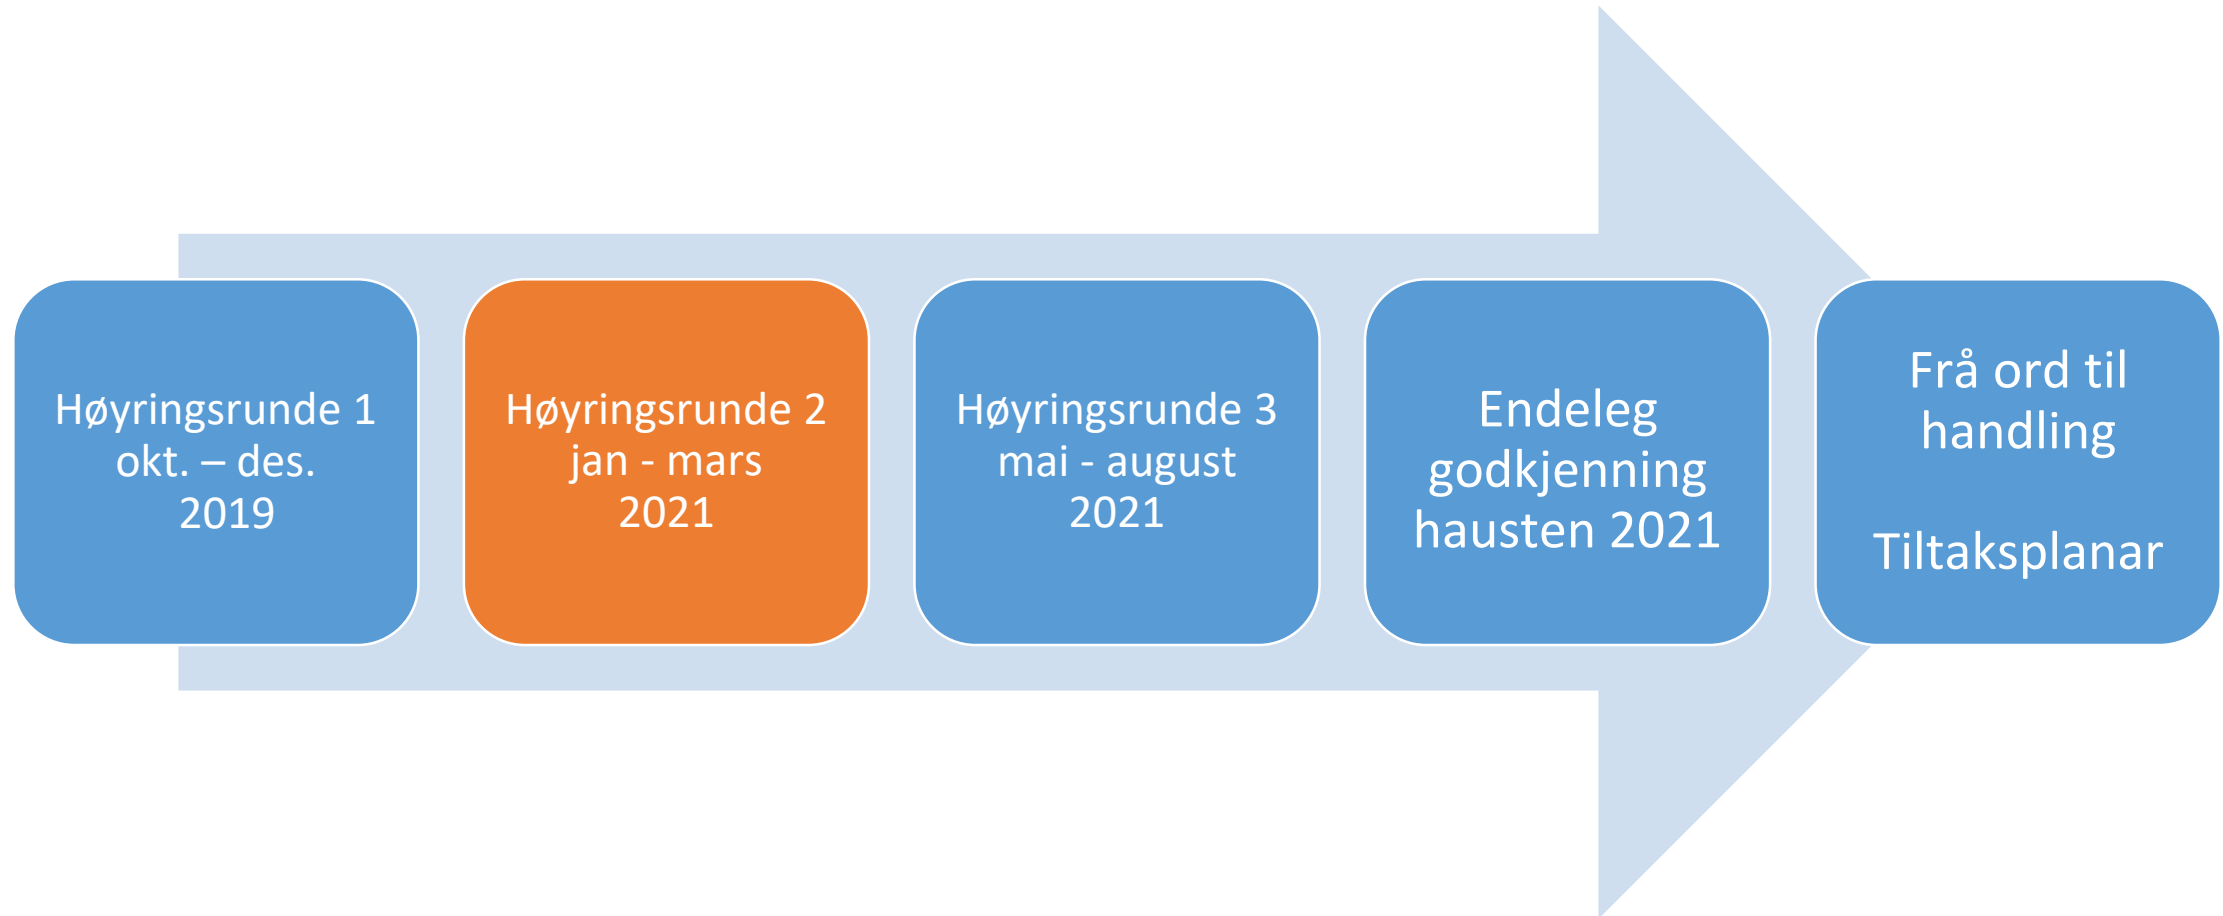 Høyringsrunde 1
okt. – des.
2019
Høyringsrunde 2
jan - mars
2021
Høyringsrunde 3
mai - august
2021
Endeleg
godkjenning
hausten 2021
Frå ord til
handling
Tiltaksplanar